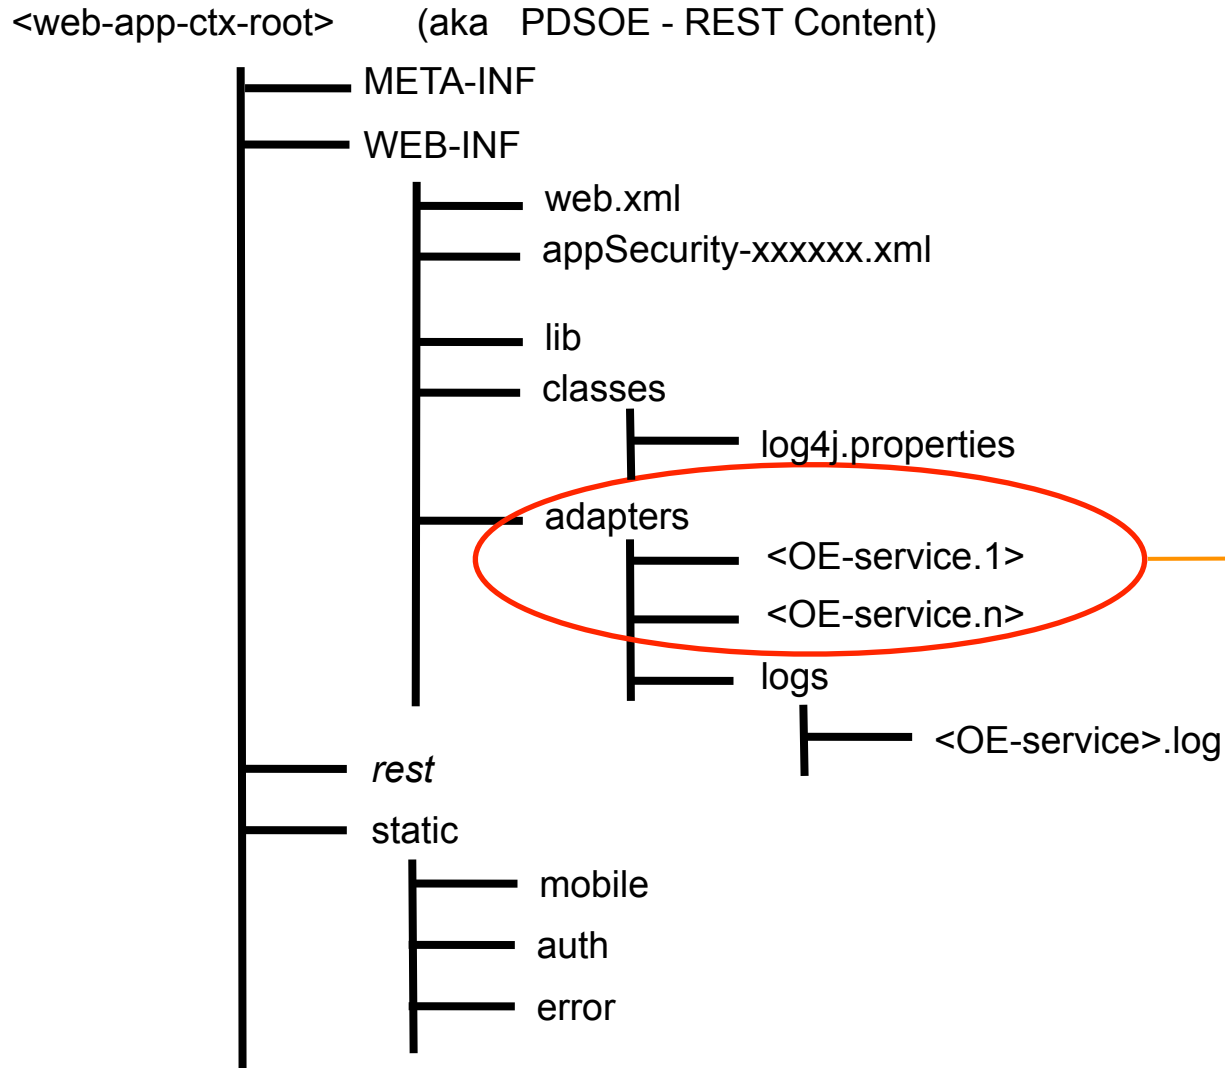 <web-app-ctx-root> (aka PDSOE - REST Content)
META-INF
WEB-INF
web.xml
appSecurity-xxxxxx.xml
lib
classes
log4j.properties
adapters
<OE-service.1>
<OE-service.n>
logs
<OE-service>.log
rest
static
mobile
auth
error